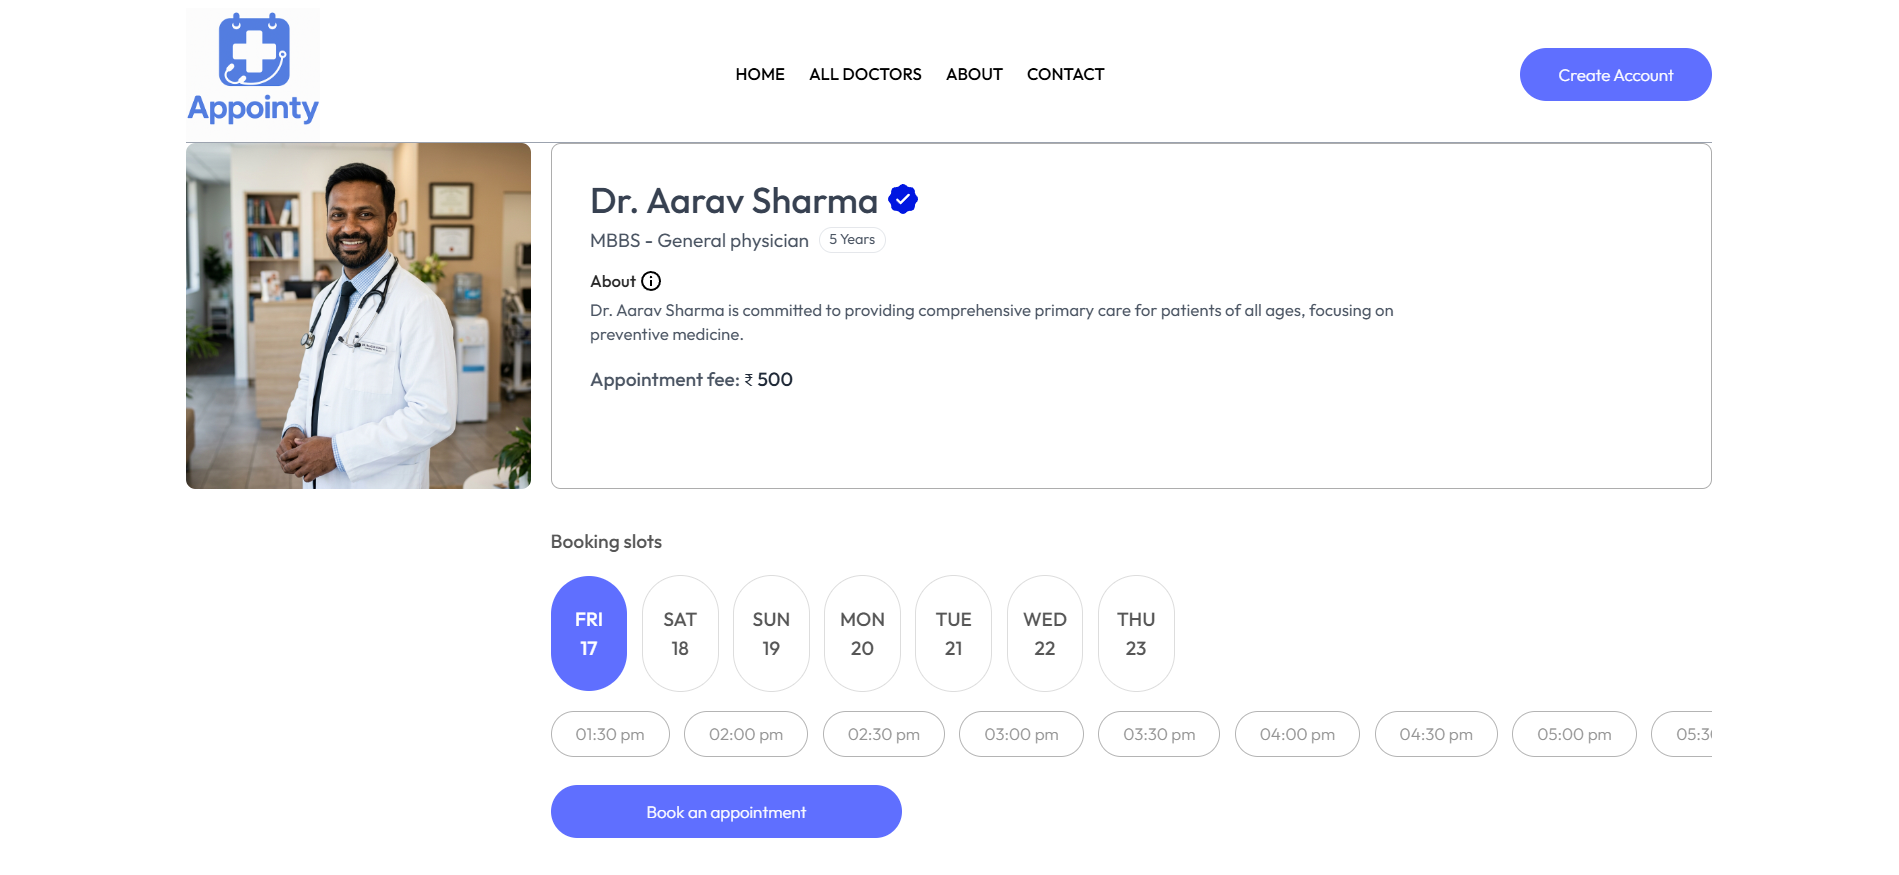 Appointy
HOME
ALL DOCTORS
ABOUT
CONTACT
Create Account
Dr. Aarav Sharma
MBBS - General physician
5 Years
About
Dr. Aarav Sharma is committed to providing comprehensive primary care for patients of all ages, focusing on
preventive medicine.
Appointment fee: ₹ 500
Booking slots
FRI
17
SAT
18
SUN
19
MON
20
TUE
21
WED
22
THU
23
01:30 pm
02:00 pm
02:30 pm
03:00 pm
03:30 pm
04:00 pm
04:30 pm
05:00 pm
Book an appointment